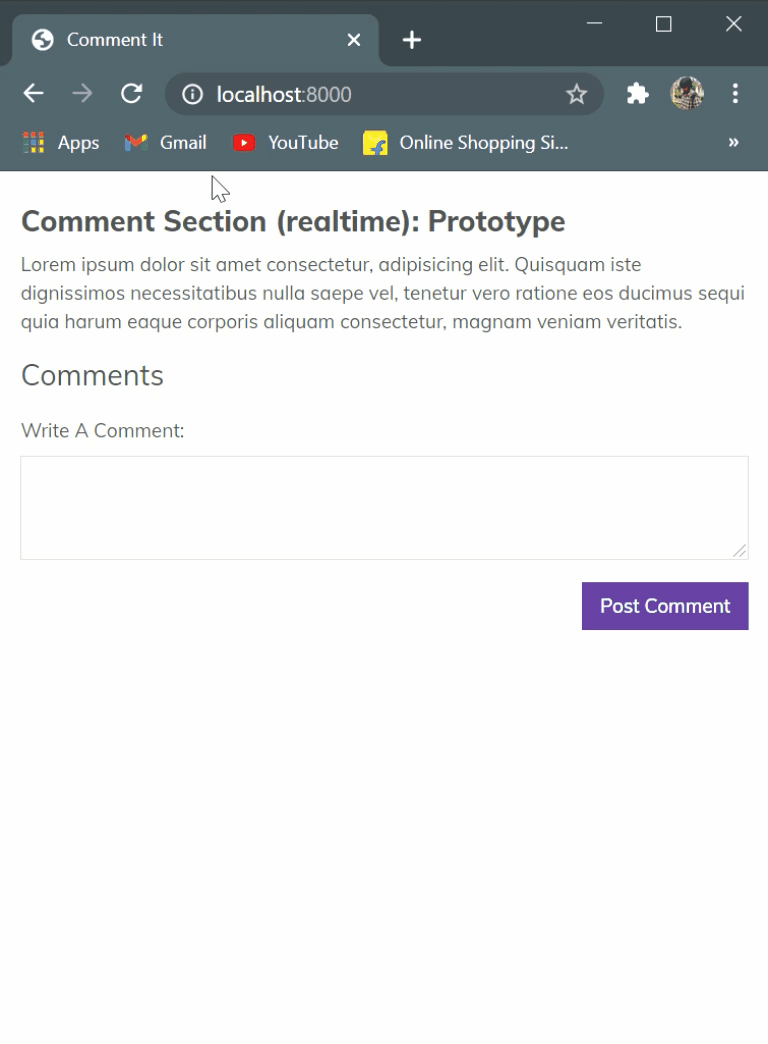 Comment It
localhost:8000
Apps Gmail YouTube Online Shopping Si... »
Comment Section (realtime): Prototype
Lorem ipsum dolor sit amet consectetur, adipisicing elit. Quisquam iste
dignissimos necessitatibus nulla saepe vel, tenetur vero ratione eos ducimus sequi
quia harum eaque corporis aliquam consectetur, magnam veniam veritatis.
Comments
Write A Comment:
Post Comment